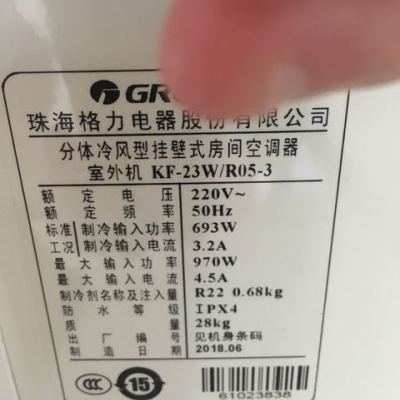 GR
珠海格力电器股份有限公司
分体冷风型挂壁式房间空调器
室外机 KF-23W/R05-3
额定电压 220V~
额定频率 50Hz
标准 制冷输入功率 693W
工况 制冷输入电流 3.2A
最大输入功率 970W
最大输入电流 4.5A
制冷剂名称及注入量 R22 0.68kg
防水等级 IPX4
质量 28kg
出厂编号 见机身条码
制造日期 2018.06
CCC 15
61023838